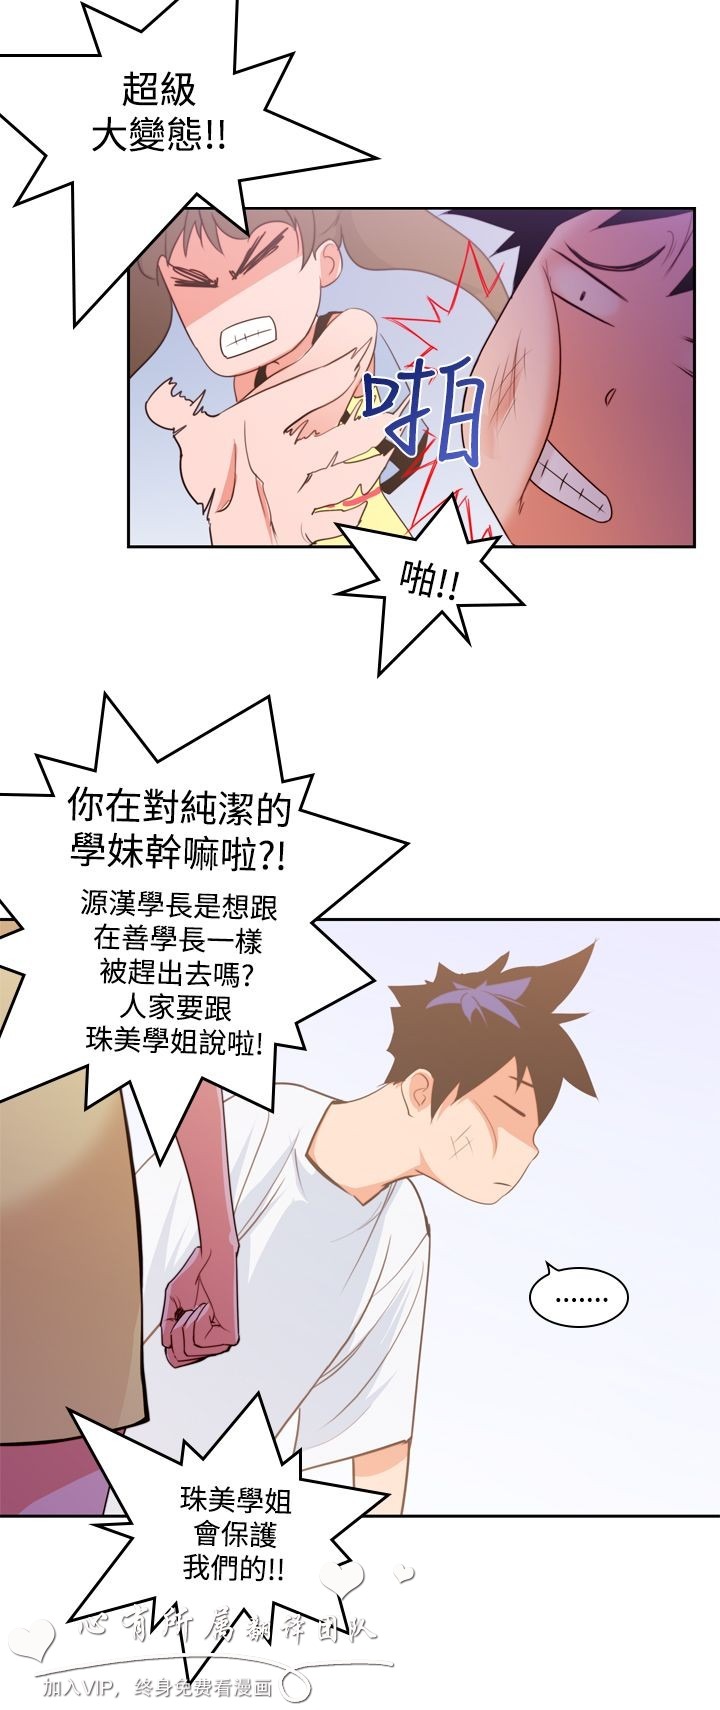 超級
大變態!!
啪
啪!!
你在對純潔的
學妹幹嘛啦?!
源漢學長是想跟
在善學長一樣
被趕出去嗎?
人家要跟
珠美學姐說啦!
.......
珠美學姐
會保護
我們的!!
心有所属翻译团队
加入VIP，终身免费看漫画